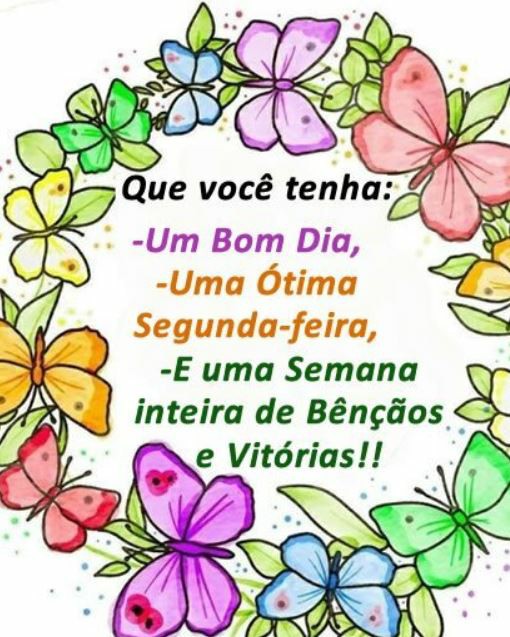 Que você tenha:
-Um Bom Dia,
-Uma Ótima
Segunda-feira,
-E uma Semana
inteira de Bênçãos
e Vitórias!!